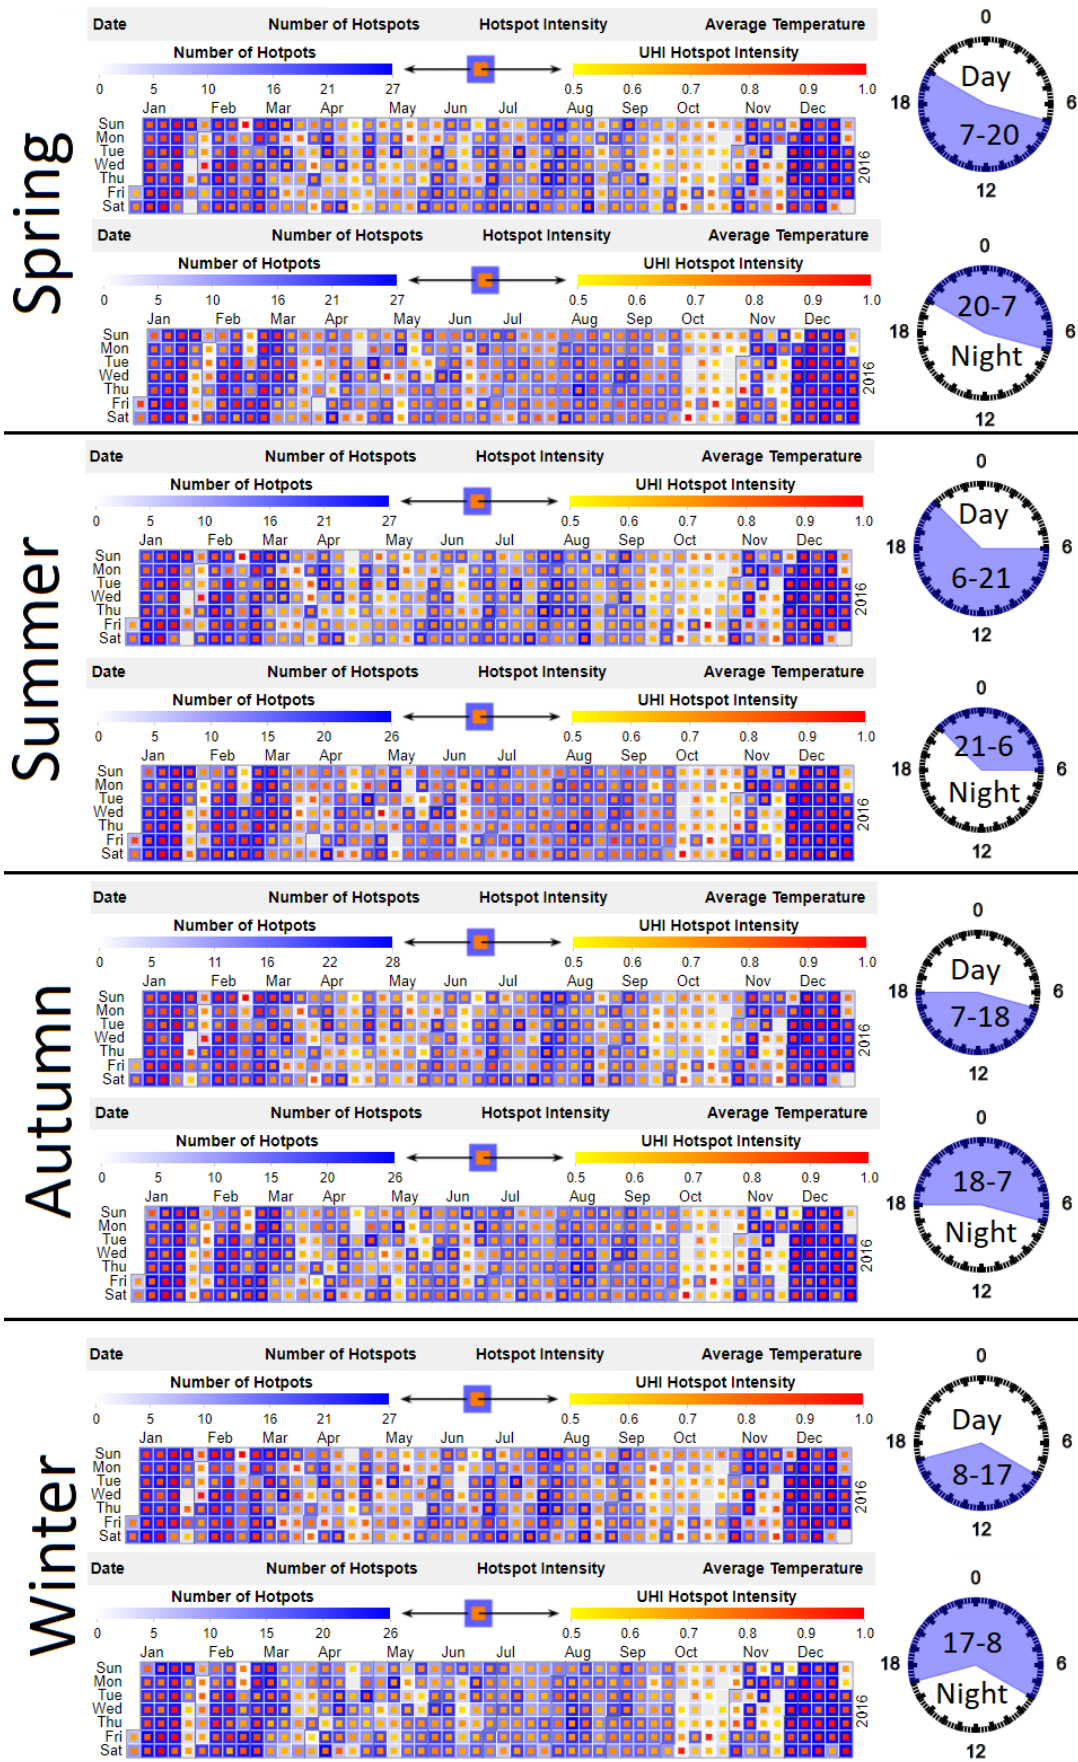 Spring
Date Number of Hotspots Hotspot Intensity Average Temperature
Number of Hotpots UHI Hotspot Intensity
0 5 10 16 21 27 0.5 0.6 0.7 0.8 0.9 1.0
Jan Feb Mar Apr May Jun Jul Aug Sep Oct Nov Dec
Sun
Mon
Tue
Wed
Thu
Fri
Sat
2016
0
Day
18 6
7-20
12
Date Number of Hotspots Hotspot Intensity Average Temperature
Number of Hotpots UHI Hotspot Intensity
0 5 10 16 21 27 0.5 0.6 0.7 0.8 0.9 1.0
Jan Feb Mar Apr May Jun Jul Aug Sep Oct Nov Dec
Sun
Mon
Tue
Wed
Thu
Fri
Sat
2016
0
20-7
18 6
Night
12
Summer
Date Number of Hotspots Hotspot Intensity Average Temperature
Number of Hotpots UHI Hotspot Intensity
0 5 10 16 21 27 0.5 0.6 0.7 0.8 0.9 1.0
Jan Feb Mar Apr May Jun Jul Aug Sep Oct Nov Dec
Sun
Mon
Tue
Wed
Thu
Fri
Sat
2016
0
Day
18 6
6-21
12
Date Number of Hotspots Hotspot Intensity Average Temperature
Number of Hotpots UHI Hotspot Intensity
0 5 10 15 20 26 0.5 0.6 0.7 0.8 0.9 1.0
Jan Feb Mar Apr May Jun Jul Aug Sep Oct Nov Dec
Sun
Mon
Tue
Wed
Thu
Fri
Sat
2016
0
21-6
18 6
Night
12
Autumn
Date Number of Hotspots Hotspot Intensity Average Temperature
Number of Hotpots UHI Hotspot Intensity
0 5 11 16 22 28 0.5 0.6 0.7 0.8 0.9 1.0
Jan Feb Mar Apr May Jun Jul Aug Sep Oct Nov Dec
Sun
Mon
Tue
Wed
Thu
Fri
Sat
2016
0
Day
18 6
7-18
12
Date Number of Hotspots Hotspot Intensity Average Temperature
Number of Hotpots UHI Hotspot Intensity
0 5 10 15 20 26 0.5 0.6 0.7 0.8 0.9 1.0
Jan Feb Mar Apr May Jun Jul Aug Sep Oct Nov Dec
Sun
Mon
Tue
Wed
Thu
Fri
Sat
2016
0
18-7
18 6
Night
12
Winter
Date Number of Hotspots Hotspot Intensity Average Temperature
Number of Hotpots UHI Hotspot Intensity
0 5 10 16 21 27 0.5 0.6 0.7 0.8 0.9 1.0
Jan Feb Mar Apr May Jun Jul Aug Sep Oct Nov Dec
Sun
Mon
Tue
Wed
Thu
Fri
Sat
2016
0
Day
18 6
8-17
12
Date Number of Hotspots Hotspot Intensity Average Temperature
Number of Hotpots UHI Hotspot Intensity
0 5 10 15 20 26 0.5 0.6 0.7 0.8 0.9 1.0
Jan Feb Mar Apr May Jun Jul Aug Sep Oct Nov Dec
Sun
Mon
Tue
Wed
Thu
Fri
Sat
2016
0
17-8
18 6
Night
12